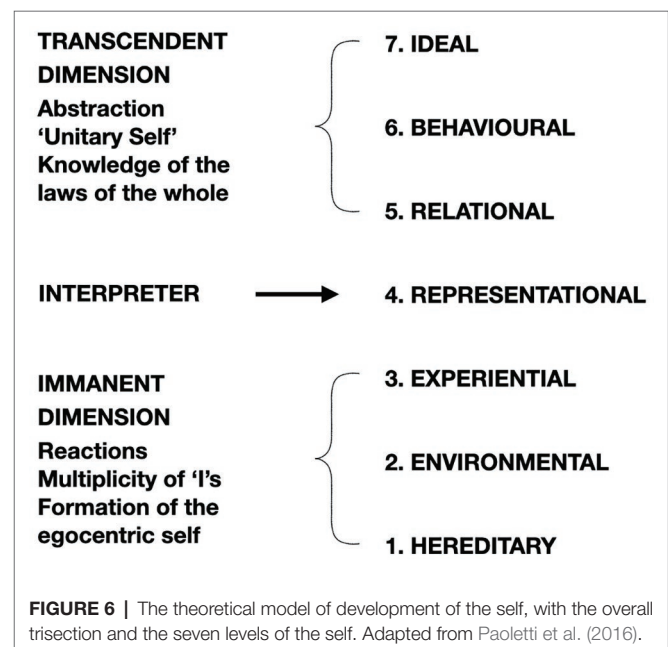 TRANSCENDENT
DIMENSION
Abstraction
‘Unitary Self’
Knowledge of the
laws of the whole
7. IDEAL
6. BEHAVIOURAL
5. RELATIONAL
INTERPRETER
4. REPRESENTATIONAL
IMMANENT
DIMENSION
Reactions
Multiplicity of ‘I’s
Formation of the
egocentric self
3. EXPERIENTIAL
2. ENVIRONMENTAL
1. HEREDITARY
FIGURE 6 | The theoretical model of development of the self, with the overall
trisection and the seven levels of the self. Adapted from Paoletti et al. (2016).